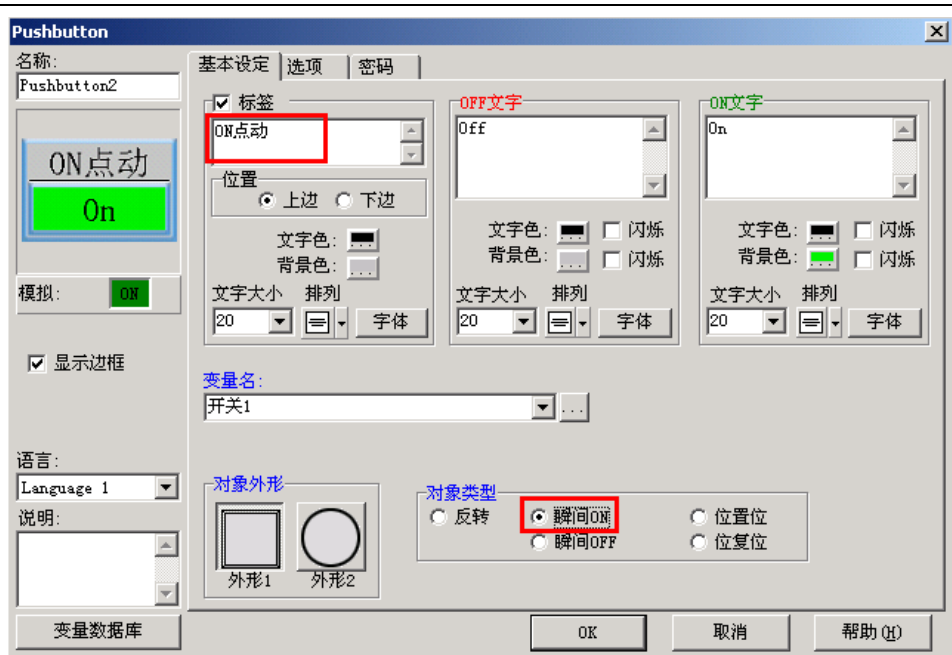 Pushbutton
名称:
Pushbutton2
ON点动
On
模拟: ON
显示边框
语言:
Language 1
说明:
变量数据库
基本设定 选项 密码
标签
ON点动
位置
上边 下边
文字色: ...
背景色: ...
文字大小 排列
20 字体
OFF文字
Off
文字色: ... 闪烁
背景色: ... 闪烁
文字大小 排列
20 字体
ON文字
On
文字色: ... 闪烁
背景色: ... 闪烁
文字大小 排列
20 字体
变量名:
开关1 ...
对象外形
外形1 外形2
对象类型
反转 瞬间ON 位置位
瞬间OFF 位复位
OK 取消 帮助(H)